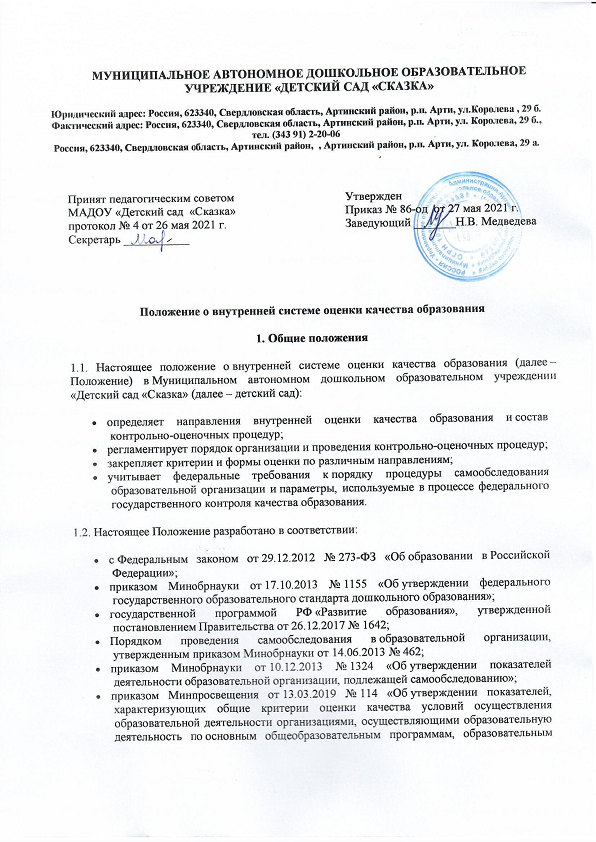 МУНИЦИПАЛЬНОЕ АВТОНОМНОЕ ДОШКОЛЬНОЕ ОБРАЗОВАТЕЛЬНОЕ
УЧРЕЖДЕНИЕ «ДЕТСКИЙ САД «СКАЗКА»
Юридический адрес: Россия, 623340, Свердловская область, Артинский район, р.п. Арти, ул.Королева , 29 б.
Фактический адрес: Россия, 623340, Свердловская область, Артинский район, р.п. Арти, ул. Королева, 29 б.,
тел. (343 91) 2-20-06
Россия, 623340, Свердловская область, Артинский район, , Артинский район, р.п. Арти, ул. Королева, 29 а.
Принят педагогическим советом
МАДОУ «Детский сад «Сказка»
протокол № 4 от 26 мая 2021 г.
Секретарь
Утвержден
Приказ № 86-од от 27 мая 2021 г.
Заведующий Н.В. Медведева
Положение о внутренней системе оценки качества образования
1. Общие положения
1.1. Настоящее положение о внутренней системе оценки качества образования (далее –
Положение) в Муниципальном автономном дошкольном образовательном учреждении
«Детский сад «Сказка» (далее – детский сад):
• определяет направления внутренней оценки качества образования и состав
контрольно-оценочных процедур;
• регламентирует порядок организации и проведения контрольно-оценочных процедур;
• закрепляет критерии и формы оценки по различным направлениям;
• учитывает федеральные требования к порядку процедуры самообследования
образовательной организации и параметры, используемые в процессе федерального
государственного контроля качества образования.
1.2. Настоящее Положение разработано в соответствии:
• с Федеральным законом от 29.12.2012 № 273-ФЗ «Об образовании в Российской
Федерации»;
• приказом Минобрнауки от 17.10.2013 № 1155 «Об утверждении федерального
государственного образовательного стандарта дошкольного образования»;
• государственной программой РФ «Развитие образования», утвержденной
постановлением Правительства от 26.12.2017 № 1642;
• Порядком проведения самообследования в образовательной организации,
утвержденным приказом Минобрнауки от 14.06.2013 № 462;
• приказом Минобрнауки от 10.12.2013 № 1324 «Об утверждении показателей
деятельности образовательной организации, подлежащей самообследованию»;
• приказом Минпросвещения от 13.03.2019 № 114 «Об утверждении показателей,
характеризующих общие критерии оценки качества условий осуществления
образовательной деятельности организациями, осуществляющими образовательную
деятельность по основным общеобразовательным программам, образовательным